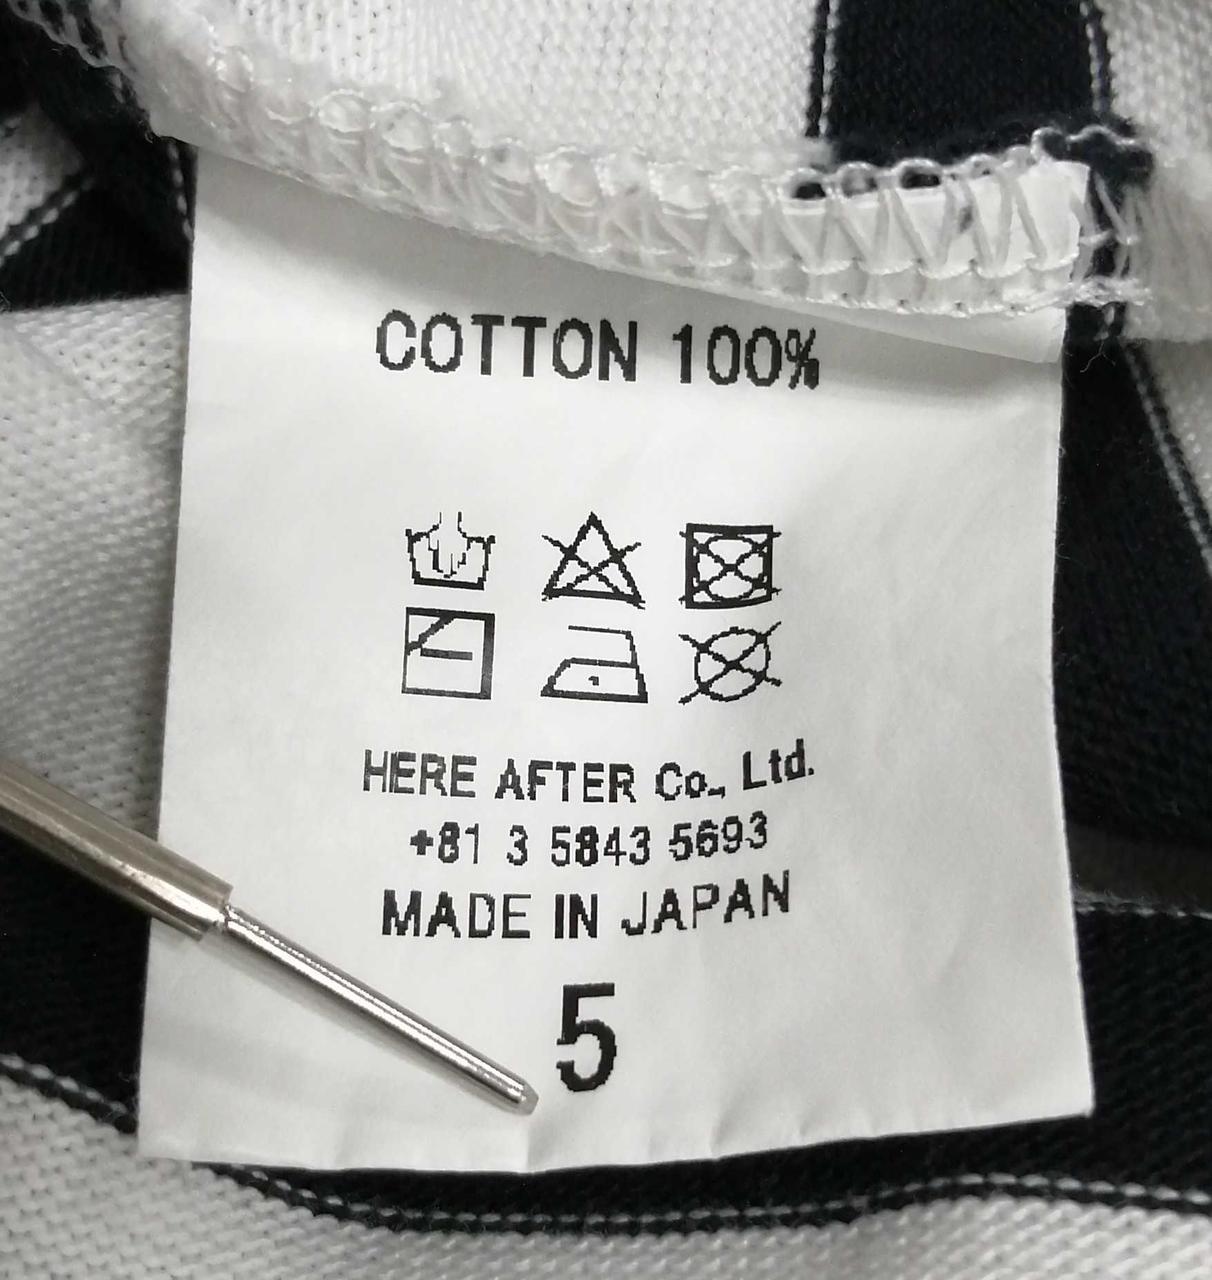 COTTON 100%
HERE AFTER Co., Ltd.
+81 3 5843 5693
MADE IN JAPAN
5